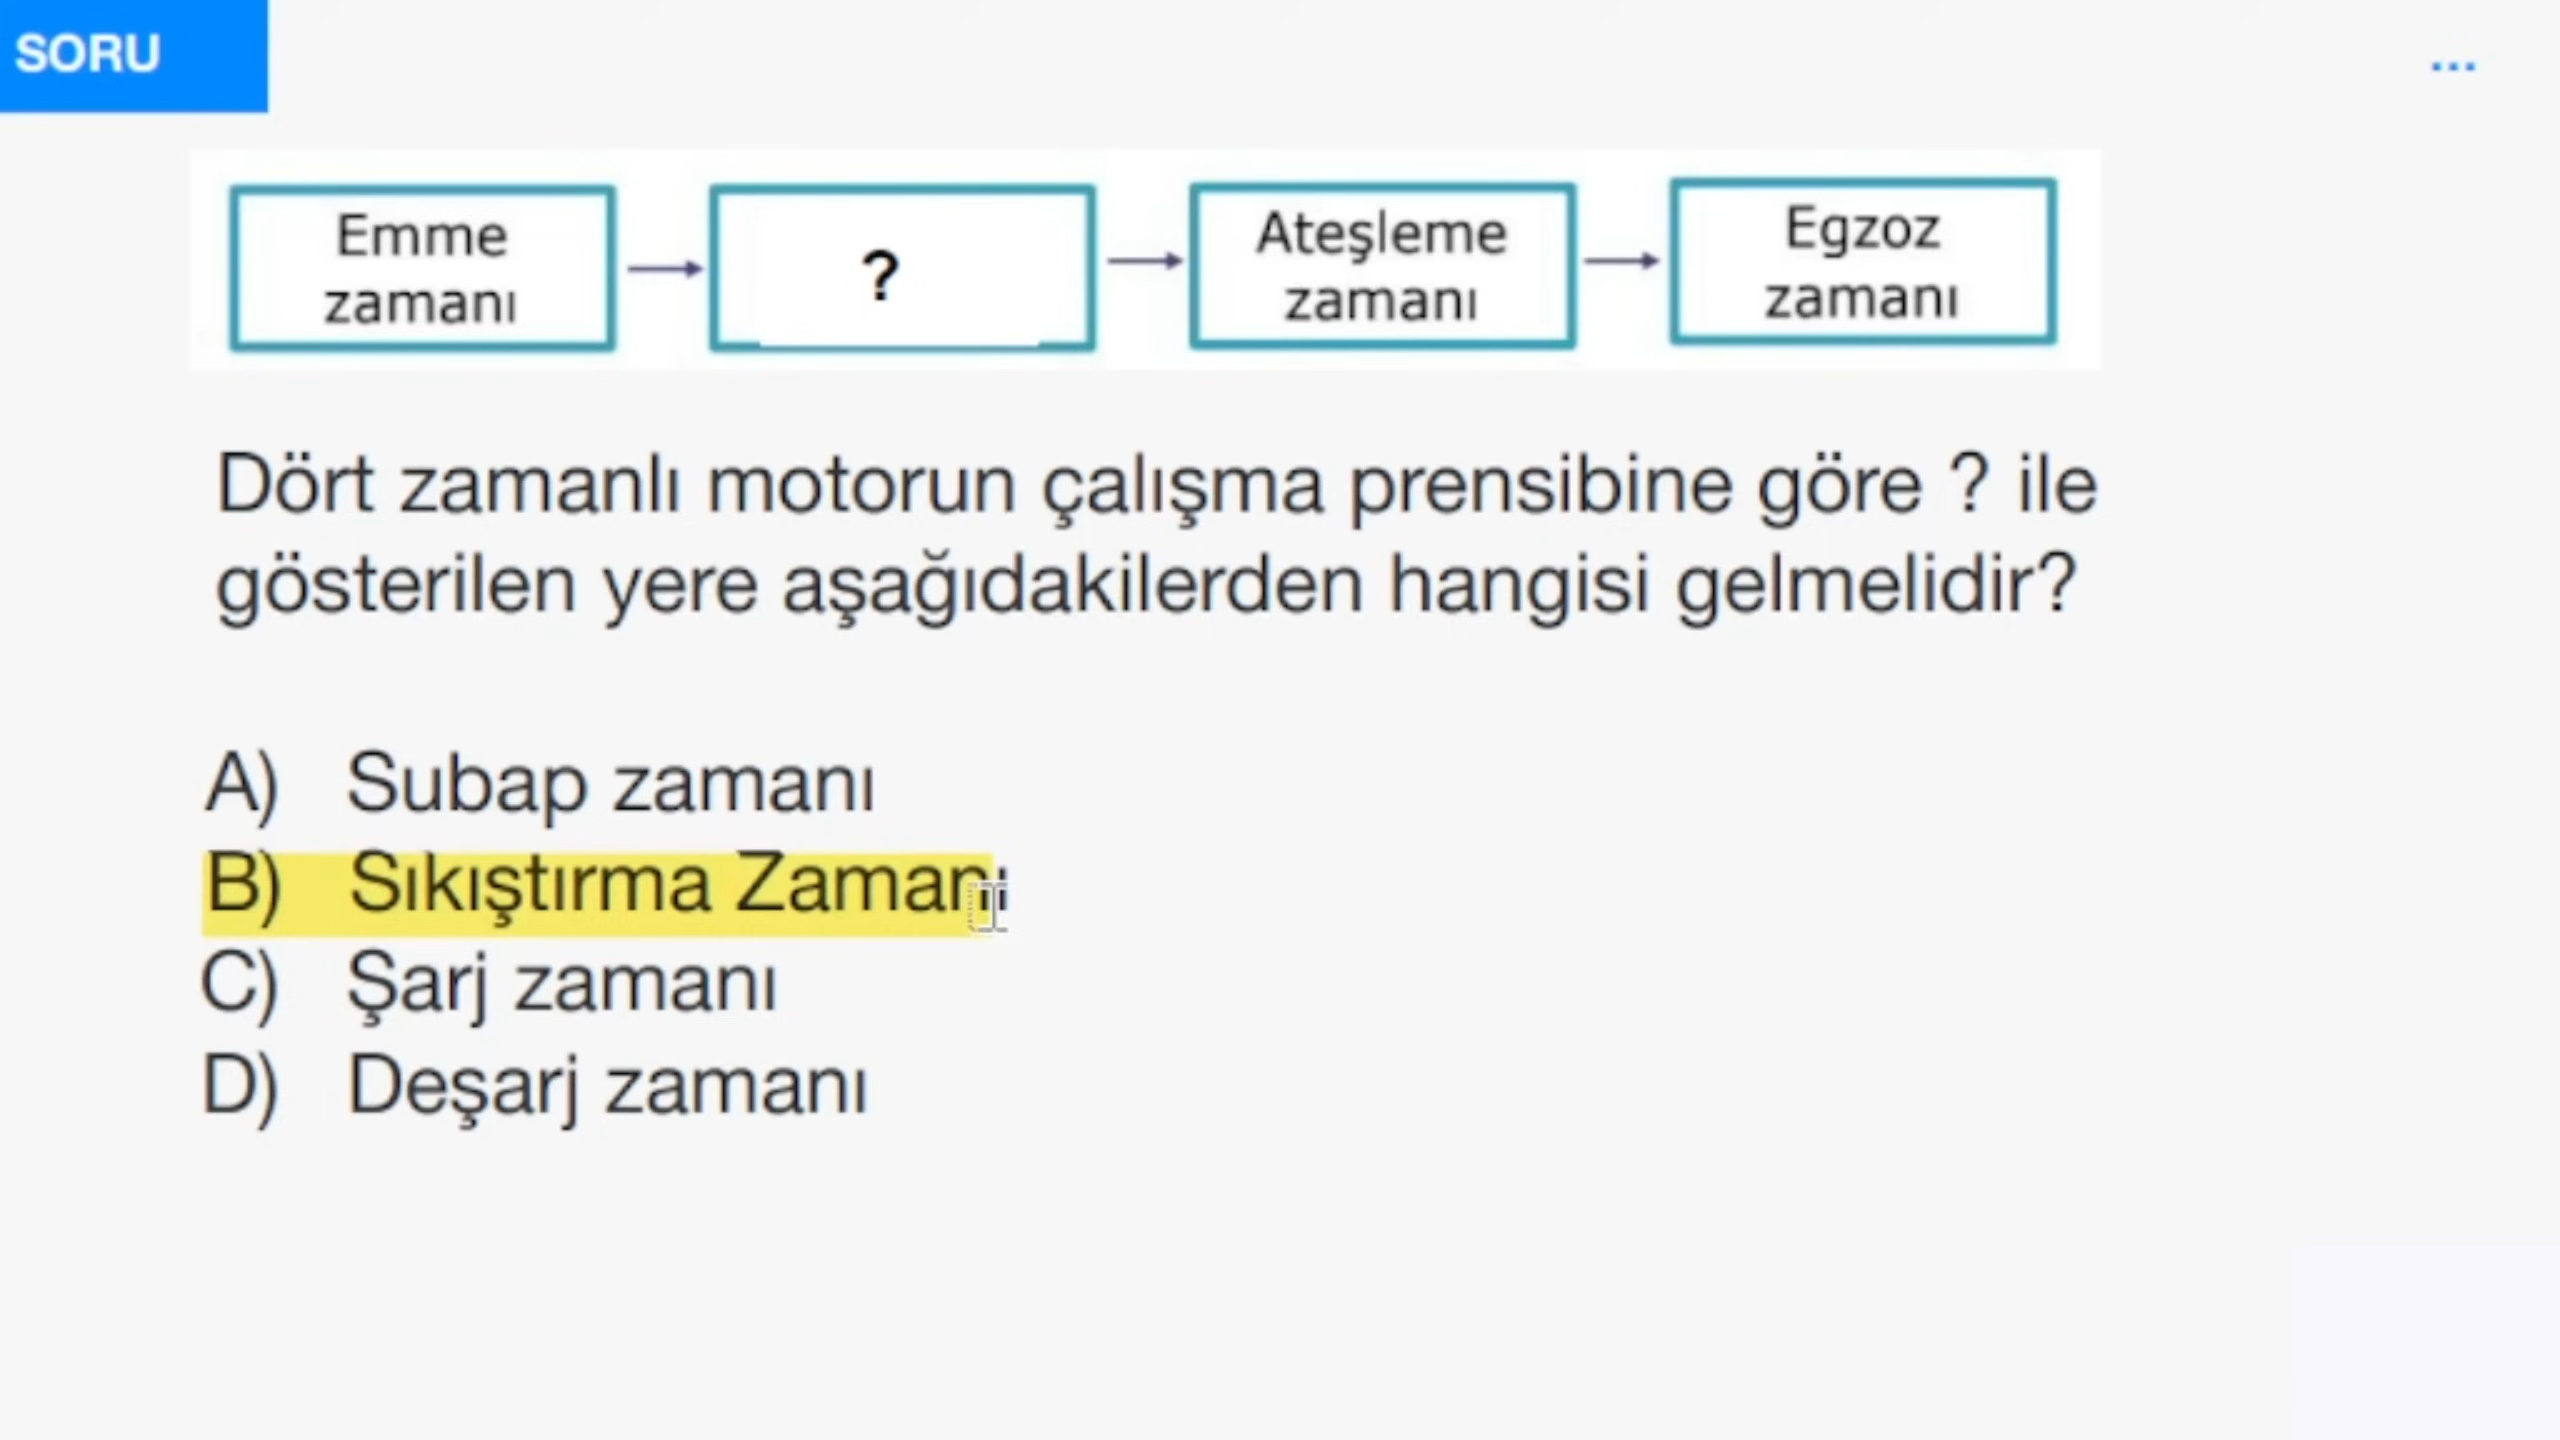 SORU
...
Emme zamanı
?
Ateşleme zamanı
Egzoz zamanı
Dört zamanlı motorun çalışma prensibine göre ? ile
gösterilen yere aşağıdakilerden hangisi gelmelidir?
A) Subap zamanı
B) Sıkıştırma Zamanı
C) Şarj zamanı
D) Deşarj zamanı